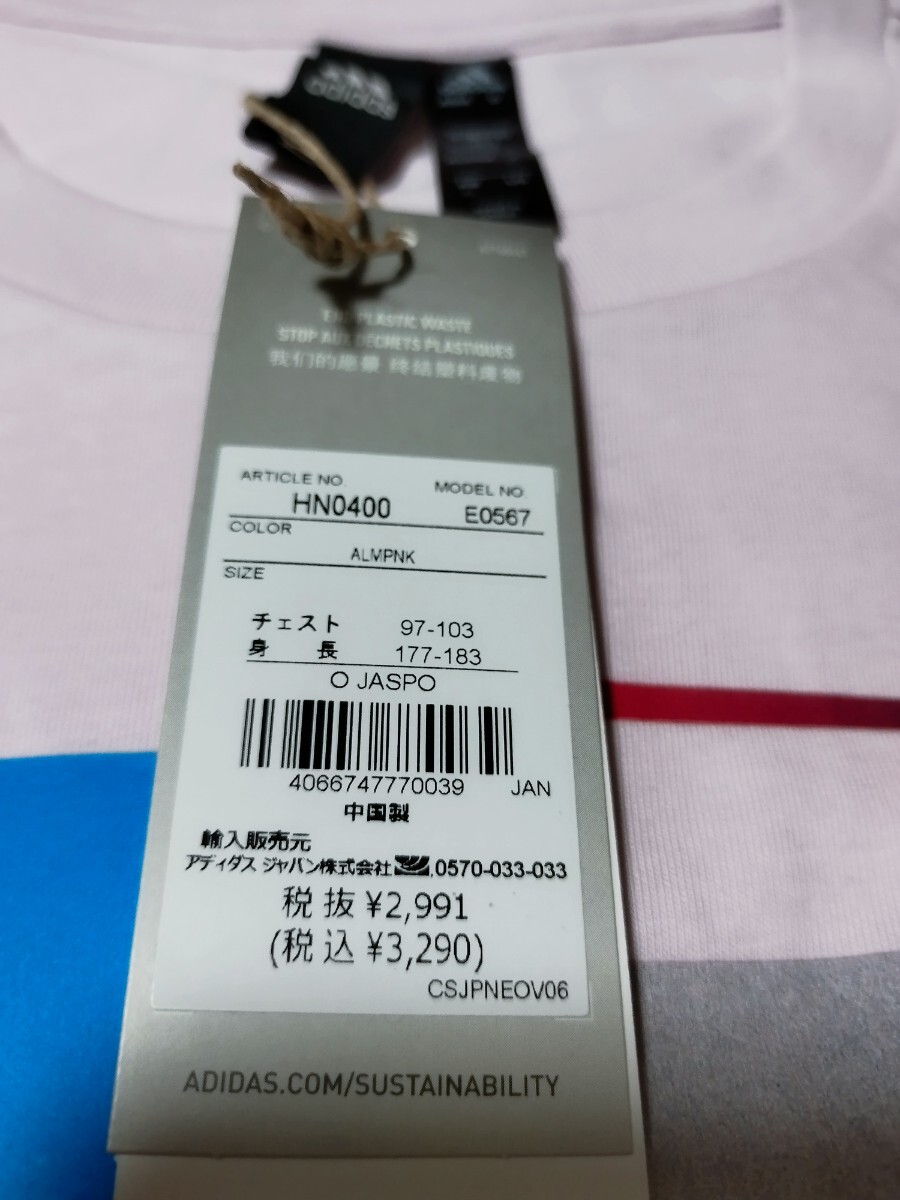 adidas
END PLASTIC WASTE
STOP AUX DECRETS PLASTIQUES
我们的愿景 终结塑料废物
ARTICLE NO. MODEL NO.
HN0400 E0567
COLOR
ALMPNK
SIZE
チェスト 97-103
身長 177-183
O JASPO
4066747770039 JAN
中国製
輸入販売元
アディダス ジャパン株式会社 0570-033-033
税抜 ¥2,991
(税込 ¥3,290)
CSJPNEOV06
ADIDAS.COM/SUSTAINABILITY